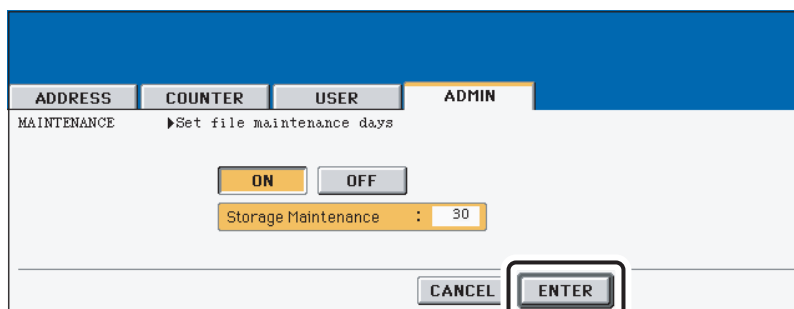 ADDRESS COUNTER USER ADMIN
MAINTENANCE ▶Set file maintenance days
ON OFF
Storage Maintenance : 30
CANCEL ENTER